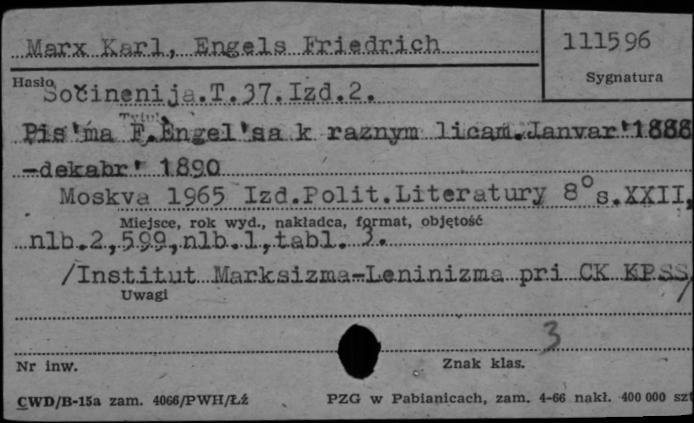 Marx Karl, Engels Friedrich
111596
Hasło
Sygnatura
Sočinenija.T.37.Izd.2.
Tytuł
Pis'ma F.Engel'sa k raznym licam.Janvar'1888
-dekabr' 1890
Moskva 1965 Izd.Polit.Literatury 8° s.XXII,
Miejsce, rok wyd., nakładca, format, objętość
nlb.2,599,nlb.1,tabl. 3.
/Institut Marksizma-Leninizma pri CK KPSS/
Uwagi
3
Nr inw.
Znak klas.
CWD/B-15a zam. 4066/PWH/Łź
PZG w Pabianicach, zam. 4-66 nakł. 400 000 szt